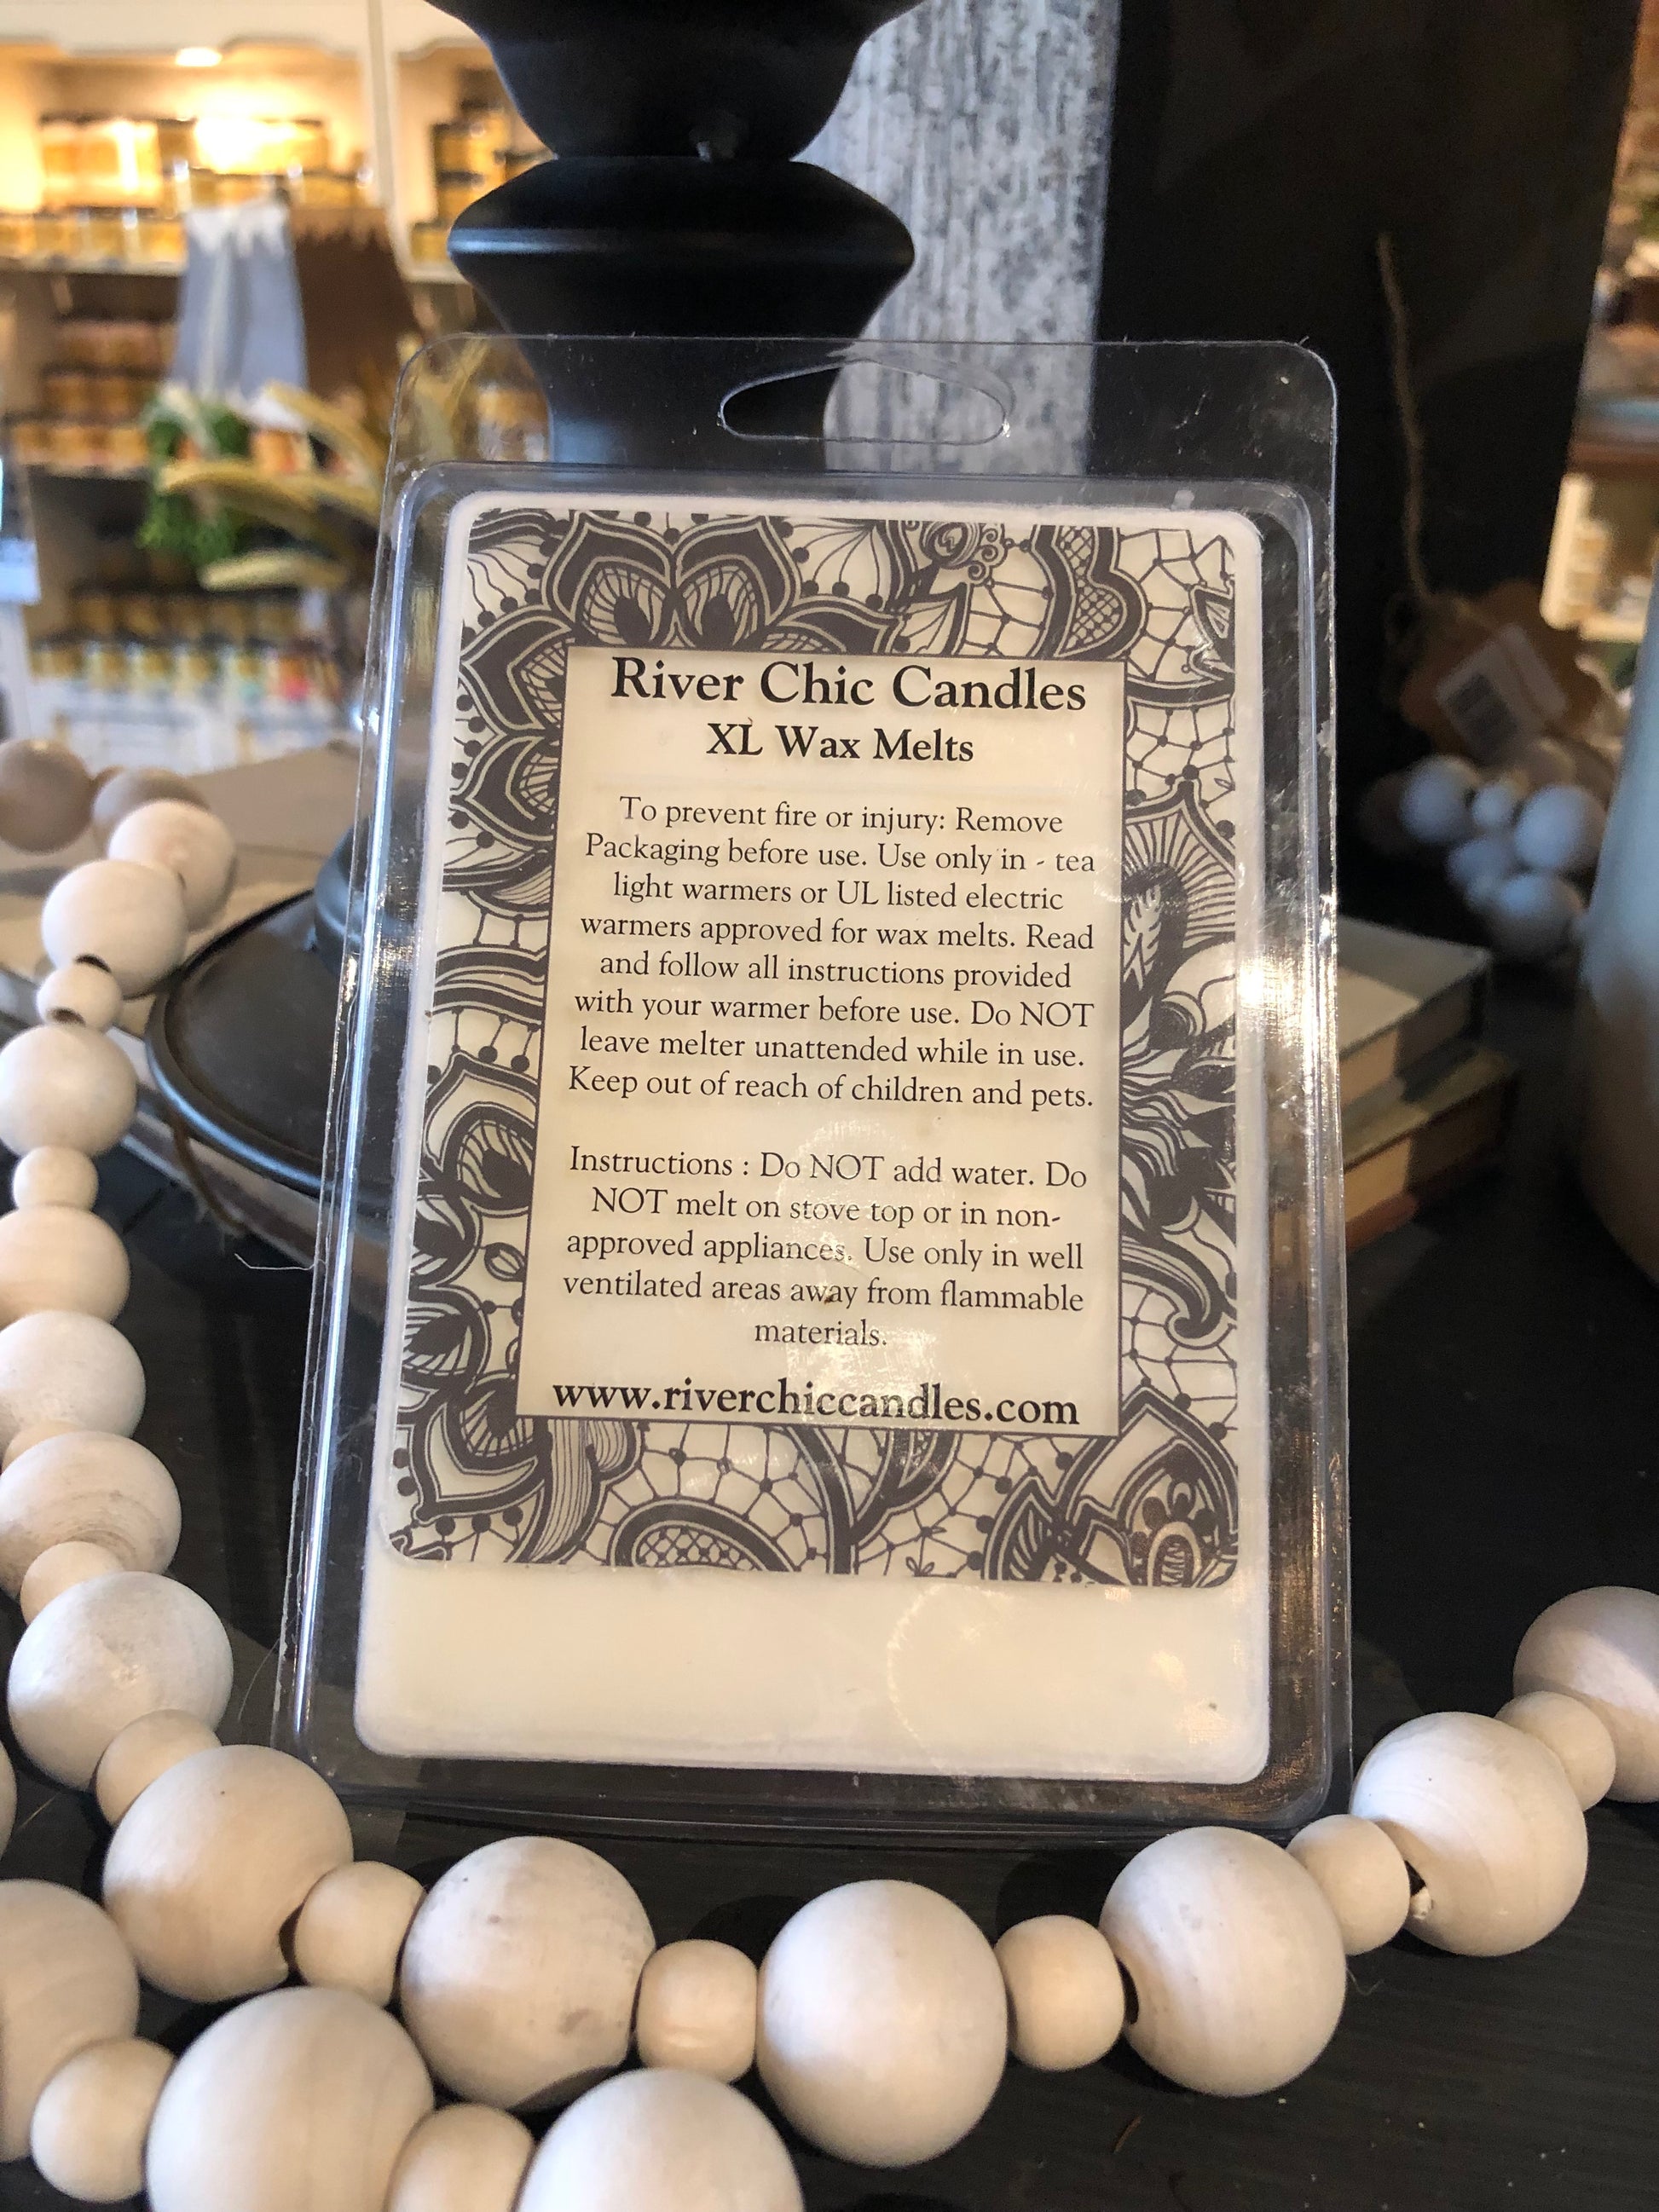 River Chic Candles
XL Wax Melts
To prevent fire or injury: Remove
Packaging before use. Use only in - tea
light warmers or UL listed electric
warmers approved for wax melts. Read
and follow all instructions provided
with your warmer before use. Do NOT
leave melter unattended while in use.
Keep out of reach of children and pets.
Instructions : Do NOT add water. Do
NOT melt on stove top or in non-
approved appliances. Use only in well
ventilated areas away from flammable
materials.
www.riverchiccandles.com